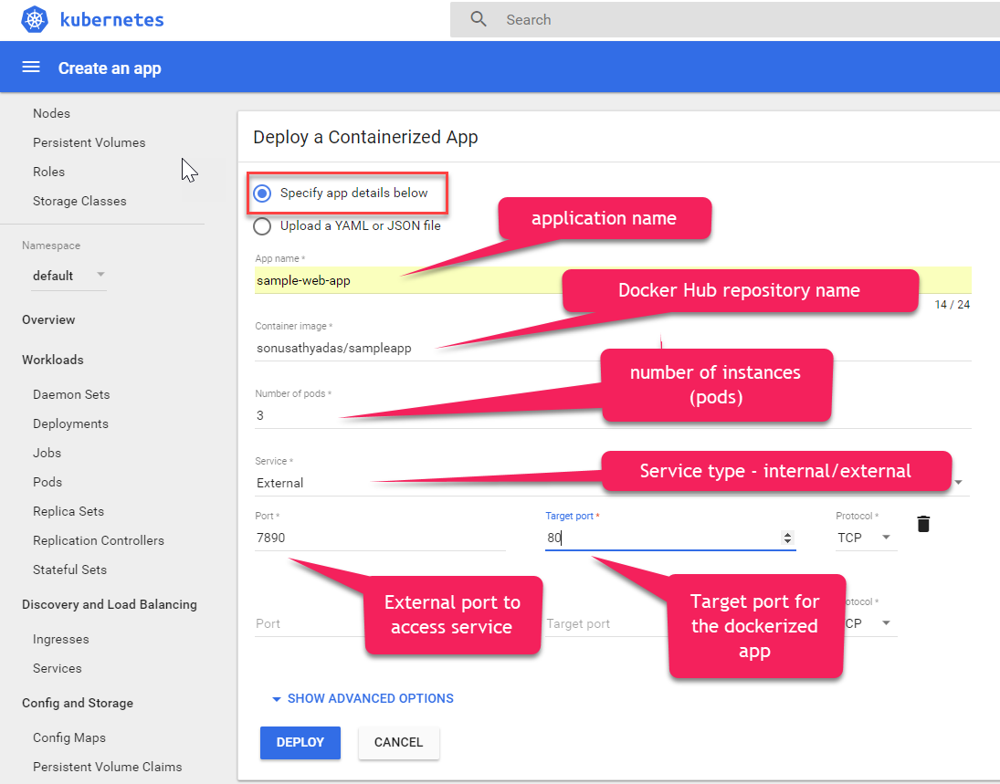 kubernetes
Search
Create an app
Nodes
Persistent Volumes
Roles
Storage Classes
Namespace
default
Overview
Workloads
Daemon Sets
Deployments
Jobs
Pods
Replica Sets
Replication Controllers
Stateful Sets
Discovery and Load Balancing
Ingresses
Services
Config and Storage
Config Maps
Persistent Volume Claims
Deploy a Containerized App
Specify app details below
Upload a YAML or JSON file
application name
App name *
sample-web-app
14 / 24
Docker Hub repository name
Container image *
sonusathyadas/sampleapp
number of instances
(pods)
Number of pods *
3
Service *
External
Service type - internal/external
Port *
7890
Target port *
80
Protocol *
TCP
External port to
access service
Target port for
the dockerized
app
Port
Target port
otocol *
CP
SHOW ADVANCED OPTIONS
DEPLOY
CANCEL